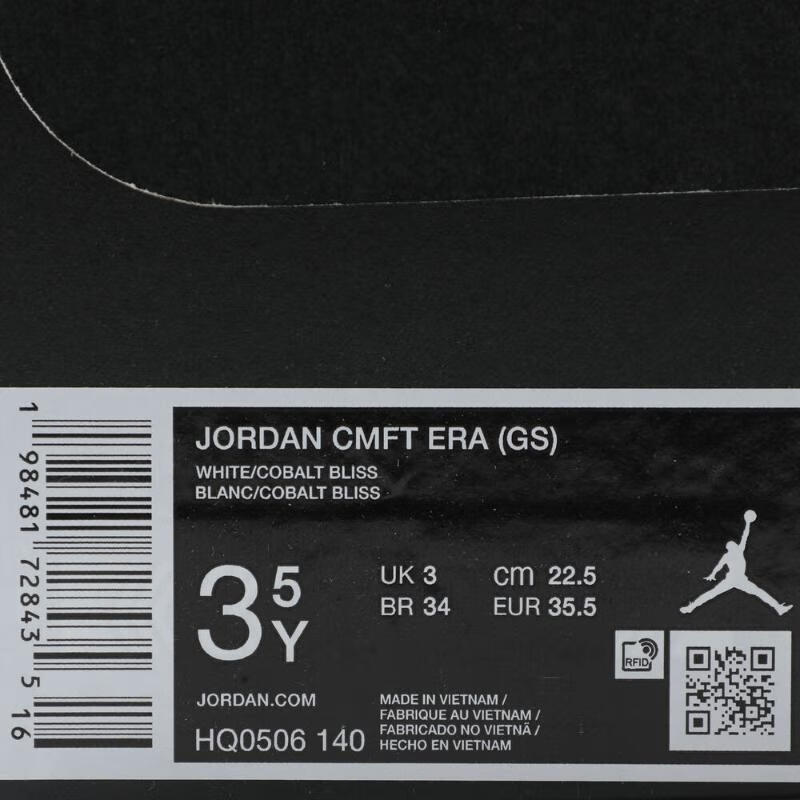 JORDAN CMFT ERA (GS)
WHITE/COBALT BLISS
BLANC/COBALT BLISS
3 5 Y
UK 3 cm 22.5
BR 34 EUR 35.5
RFID
JORDAN.COM
HQ0506 140
MADE IN VIETNAM /
FABRIQUE AU VIETNAM /
FABRICADO NO VIETNÃ /
HECHO EN VIETNAM
1 98481 72843 5 16